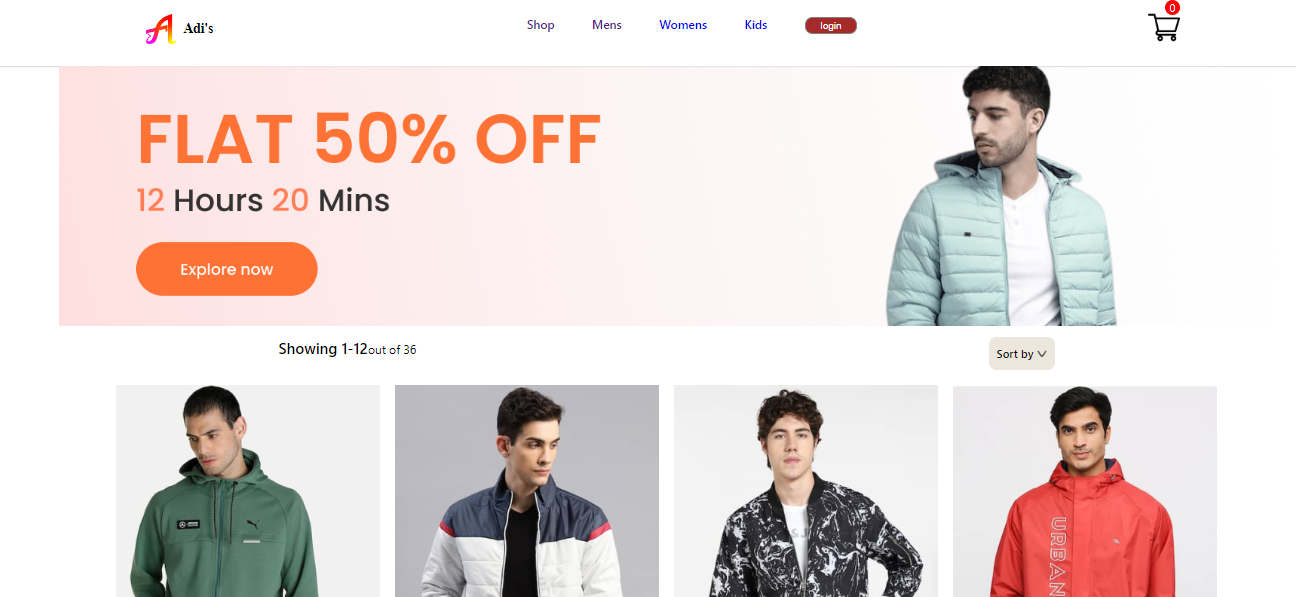 Adi's
Shop Mens Womens Kids login
0
FLAT 50% OFF
12 Hours 20 Mins
Explore now
Showing 1-12out of 36
Sort by
URBAN